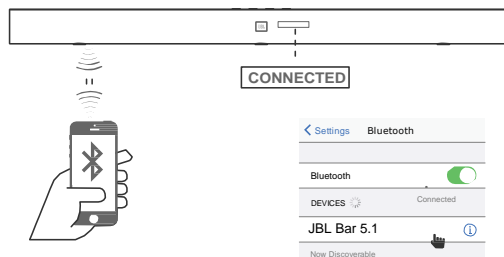 CONNECTED
Settings Bluetooth
Bluetooth
DEVICES Connected
JBL Bar 5.1
Now Discoverable